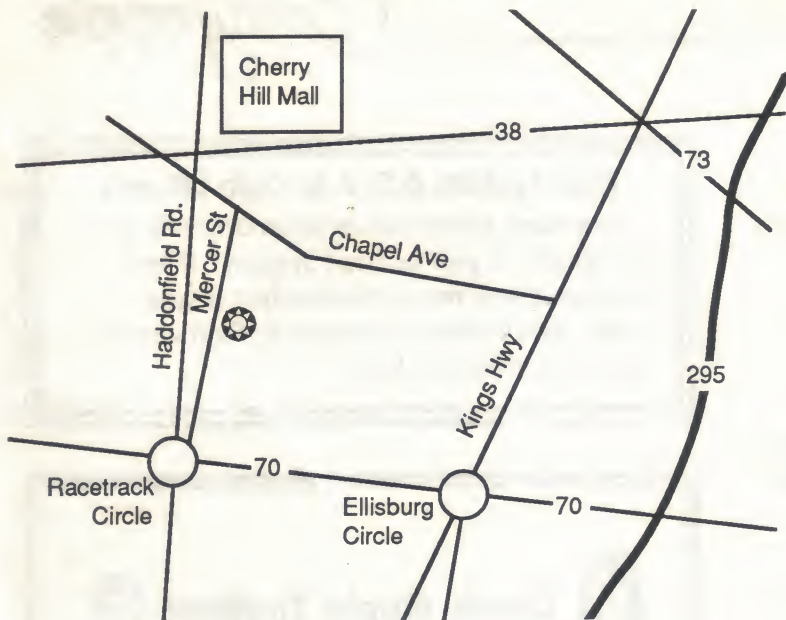 Cherry
Hill Mall
38
73
Haddonfield Rd.
Mercer St
Chapel Ave
Kings Hwy
295
70
Racetrack
Circle
Ellisburg
Circle
70